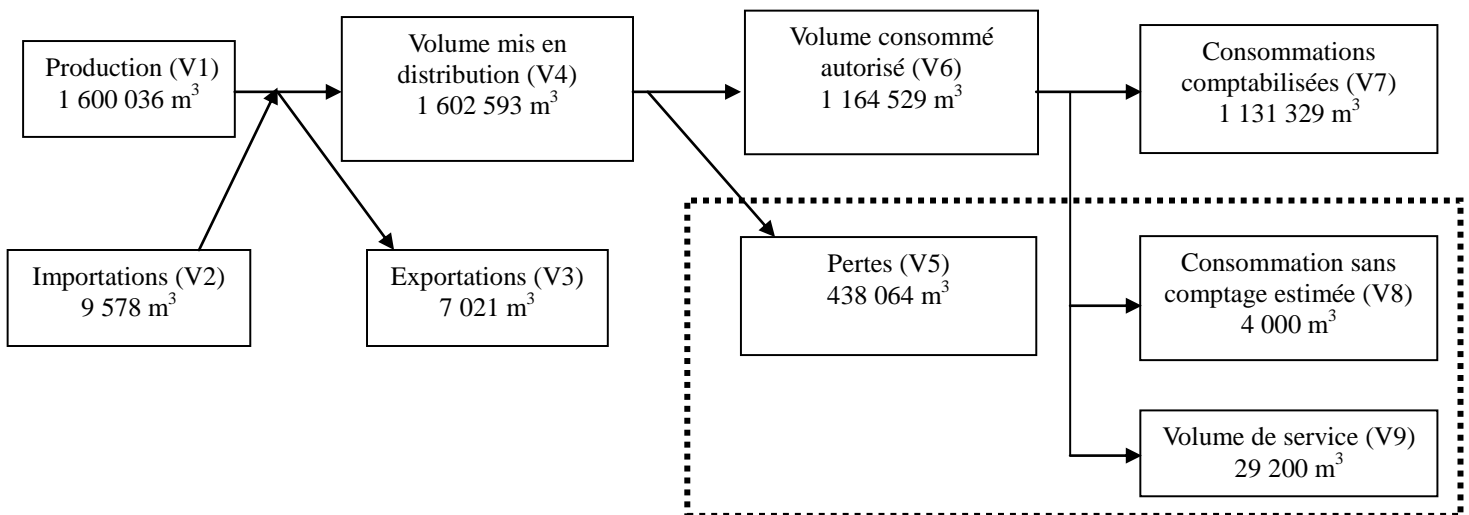 Production (V1)
1 600 036 m³
Volume mis en
distribution (V4)
1 602 593 m³
Volume consommé
autorisé (V6)
1 164 529 m³
Consommations
comptabilisées (V7)
1 131 329 m³
Importations (V2)
9 578 m³
Exportations (V3)
7 021 m³
Pertes (V5)
438 064 m³
Consommation sans
comptage estimée (V8)
4 000 m³
Volume de service (V9)
29 200 m³